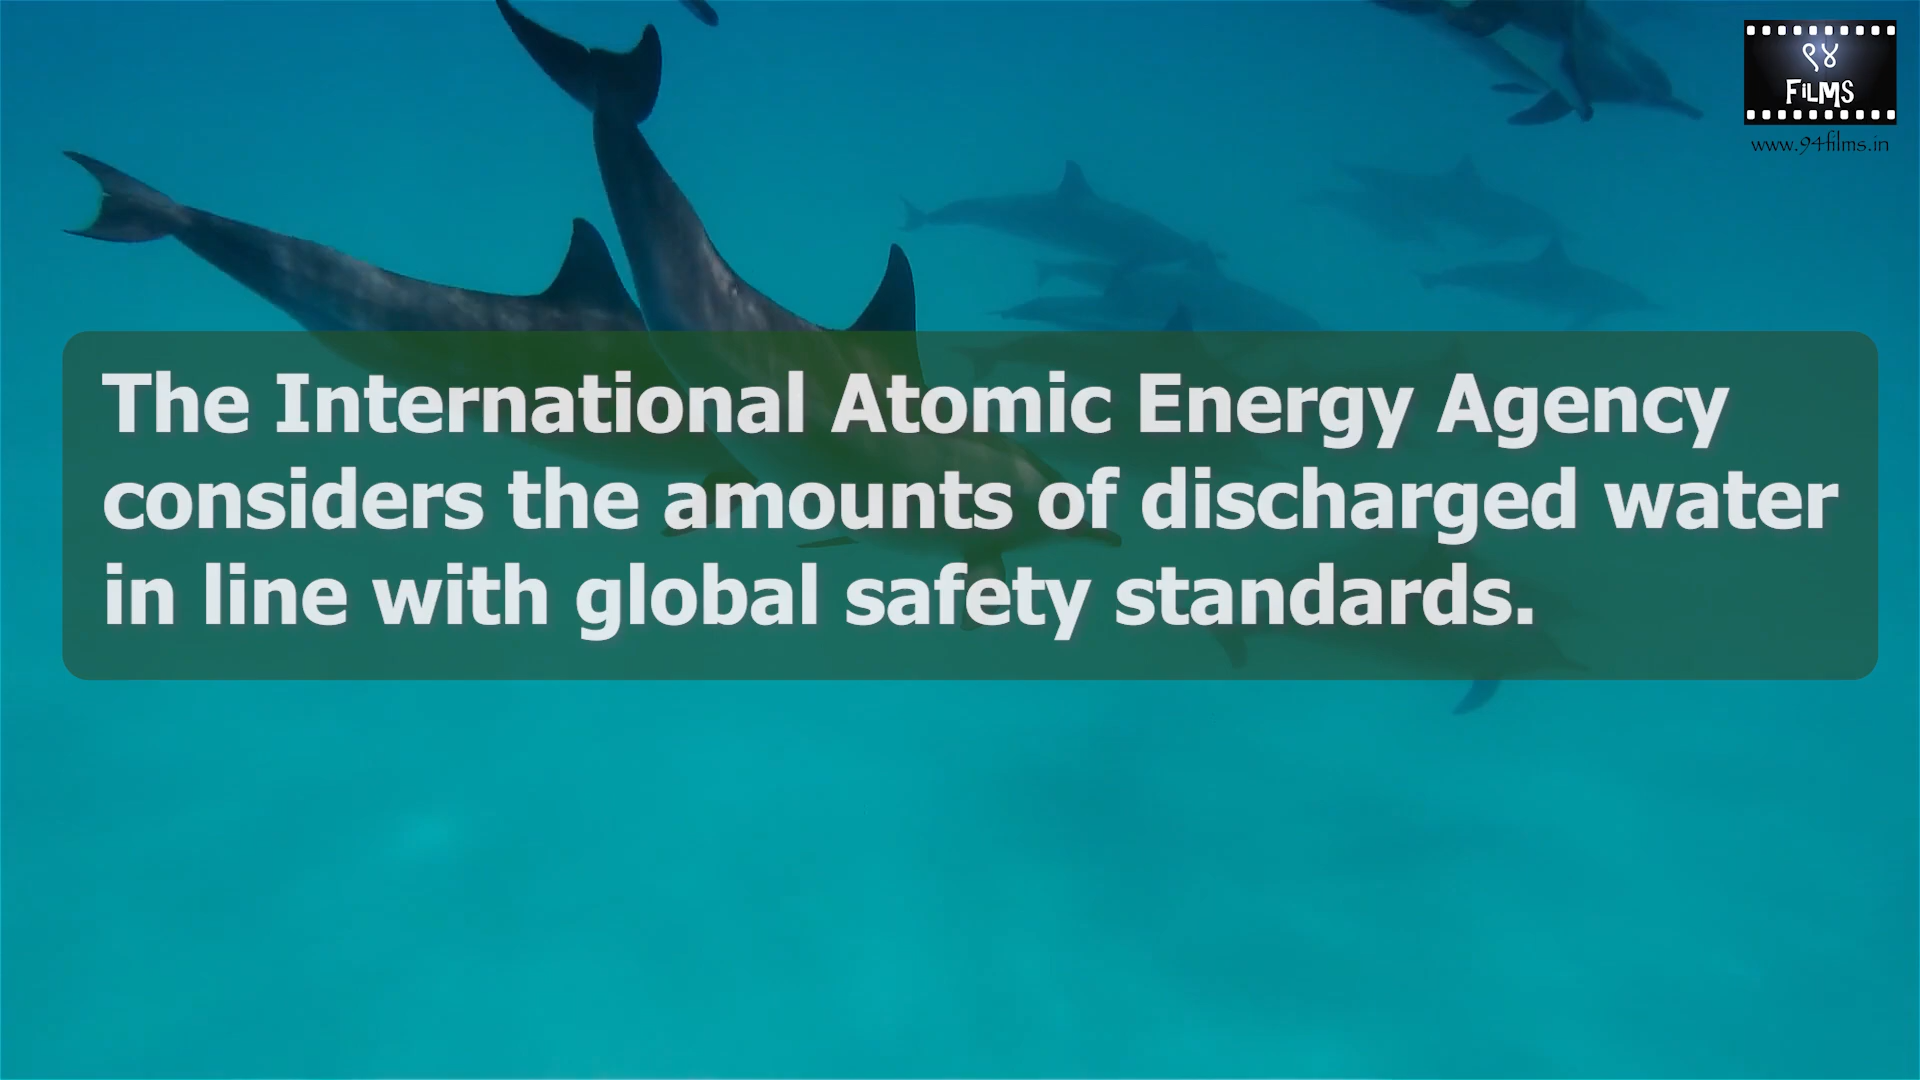 ९४
FiLMS
www.94films.in
The International Atomic Energy Agency
considers the amounts of discharged water
in line with global safety standards.